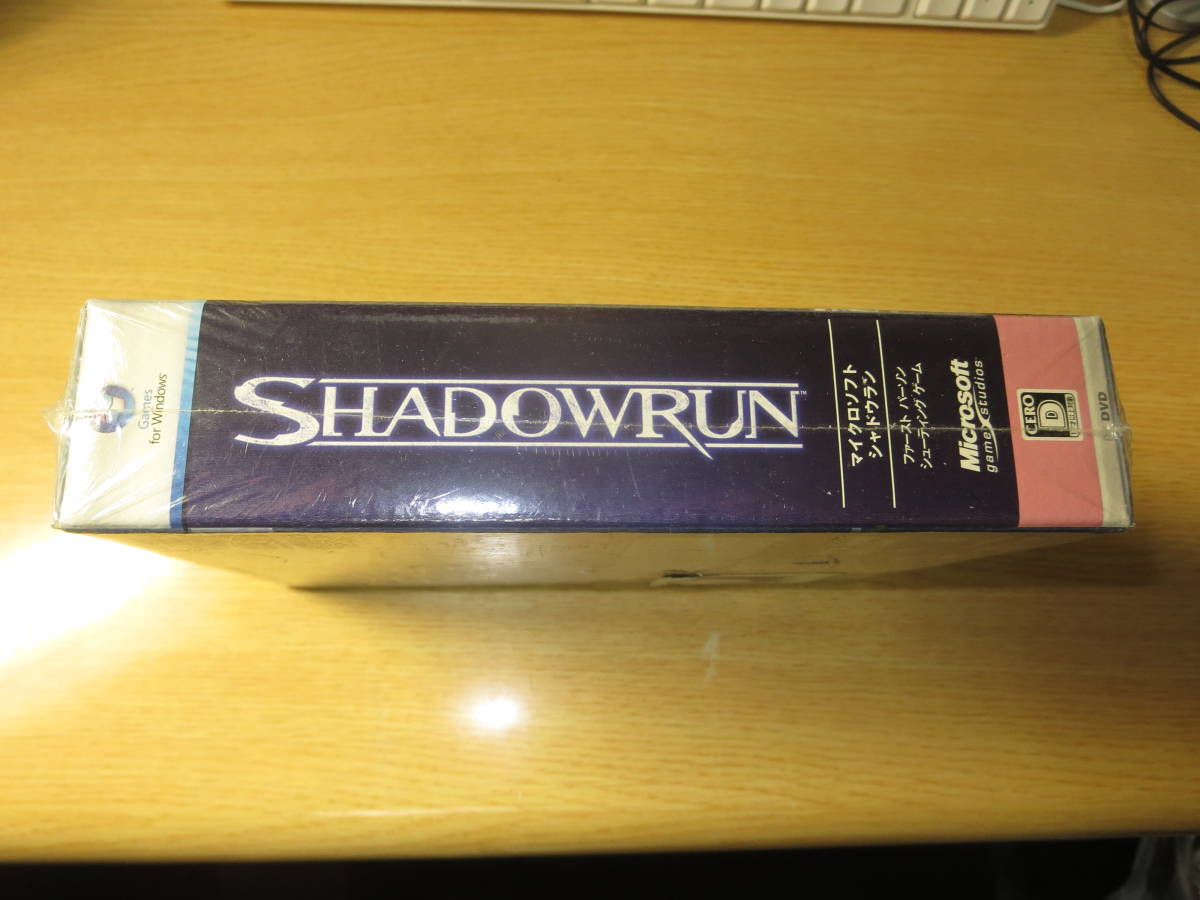 Games
for Windows
SHADOWRUN™
マイクロソフト
シャドウラン
ファースト パーソン
シューティング ゲーム
Microsoft
game studios
CERO
D
DVD